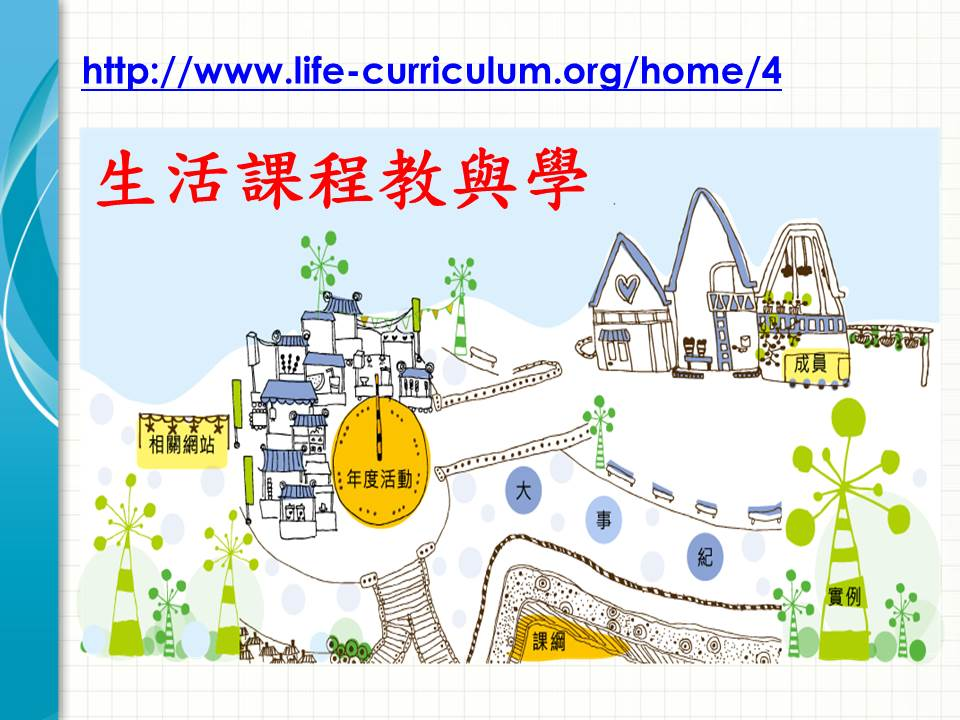 http://www.life-curriculum.org/home/4
生活課程教與學
成員
相關網站
年度活動
大
事
紀
實例
課綱